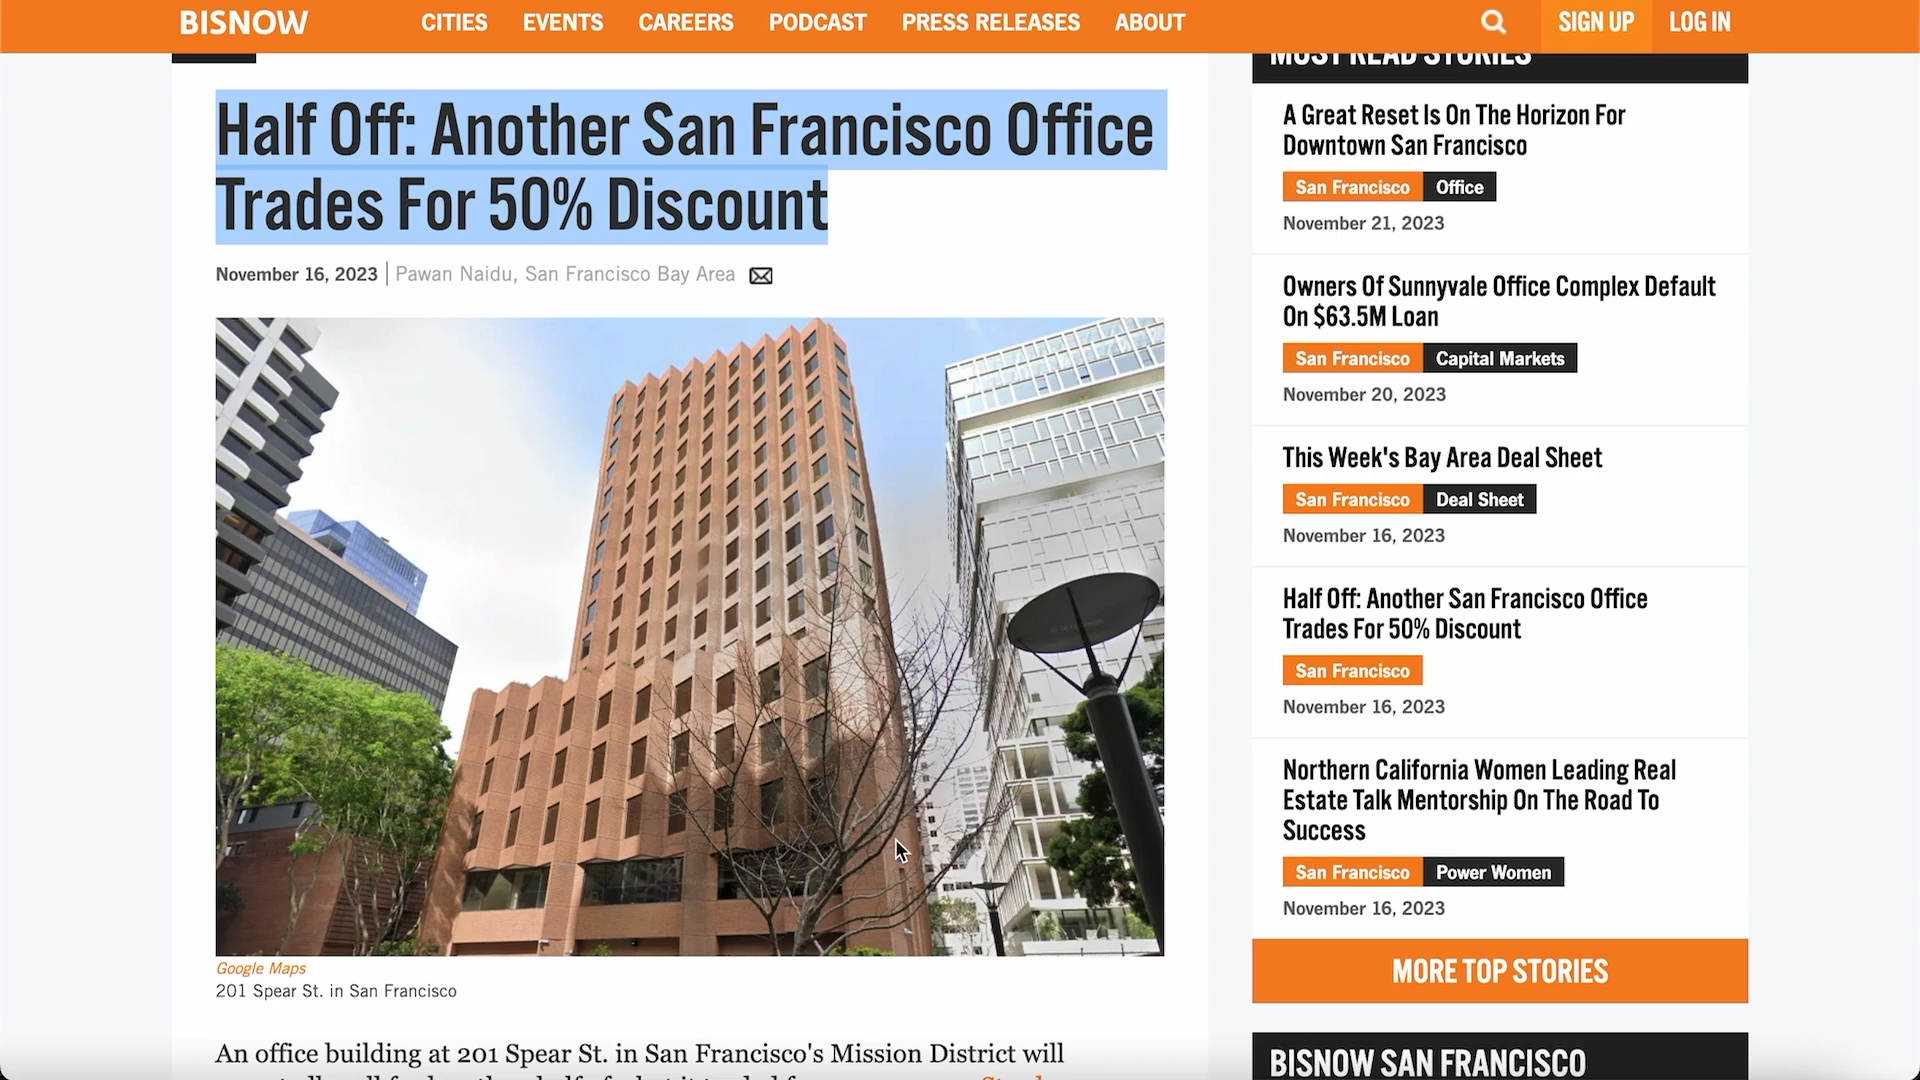 BISNOW
CITIES EVENTS CAREERS PODCAST PRESS RELEASES ABOUT
SIGN UP LOG IN
Half Off: Another San Francisco Office
Trades For 50% Discount
November 16, 2023 | Pawan Naidu, San Francisco Bay Area
Google Maps
201 Spear St. in San Francisco
An office building at 201 Spear St. in San Francisco's Mission District will
MOST READ STORIES
A Great Reset Is On The Horizon For
Downtown San Francisco
San Francisco Office
November 21, 2023
Owners Of Sunnyvale Office Complex Default
On $63.5M Loan
San Francisco Capital Markets
November 20, 2023
This Week's Bay Area Deal Sheet
San Francisco Deal Sheet
November 16, 2023
Half Off: Another San Francisco Office
Trades For 50% Discount
San Francisco
November 16, 2023
Northern California Women Leading Real
Estate Talk Mentorship On The Road To
Success
San Francisco Power Women
November 16, 2023
MORE TOP STORIES
BISNOW SAN FRANCISCO